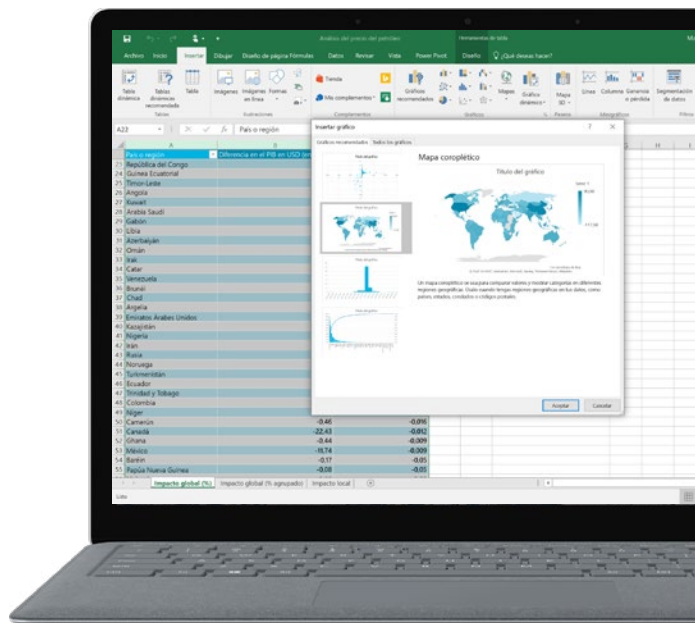 Análisis del precio del petróleo
Herramientas de tabla
Archivo Inicio Insertar Dibujar Diseño de página Fórmulas Datos Revisar Vista Power Pivot Diseño ¿Qué deseas hacer?
Tabla dinámica
Tablas dinámicas recomendada
Tabla
Imágenes
Imágenes en línea
Formas
Tienda
Mis complementos
Gráficos recomendados
Mapas
Gráfico dinámico
Mapa 3D
Línea
Columna
Ganancia o pérdida
Segmentación de datos
Tablas
Ilustraciones
Complementos
Gráficos
Paseos
Minigráficos
Filtros
A22
País o región
Insertar gráfico
Gráficos recomendados Todos los gráficos
Mapa coroplético
Título del gráfico
Un mapa coroplético se usa para comparar valores y mostrar categorías en diferentes
regiones geográficas. Úsalo cuando tengas regiones geográficas en tus datos, como
países, estados, condados o códigos postales.
Aceptar Cancelar
A B G H I
País o región Diferencia en el PIB en USD
23 República del Congo
24 Guinea Ecuatorial
25 Timor-Leste
26 Angola
27 Kuwait
28 Arabia Saudí
29 Gabón
30 Libia
31 Azerbaiyán
32 Omán
33 Irak
34 Catar
35 Venezuela
36 Brunéi
37 Chad
38 Argelia
39 Emiratos Árabes Unidos
40 Kazajistán
41 Nigeria
42 Irán
43 Rusia
44 Noruega
45 Turkmenistán
46 Ecuador
47 Trinidad y Tobago
48 Colombia
49 Níger
50 Camerún -0,46 -0,016
51 Canadá -22,43 -0,012
52 Ghana -0,44 -0,009
53 México -11,74 -0,009
54 Bantin -0,17 -0,05
55 Papúa Nueva Guinea -0,08 -0,05
Impacto global (%) Impacto global (% agrupado) Impacto local
Listo